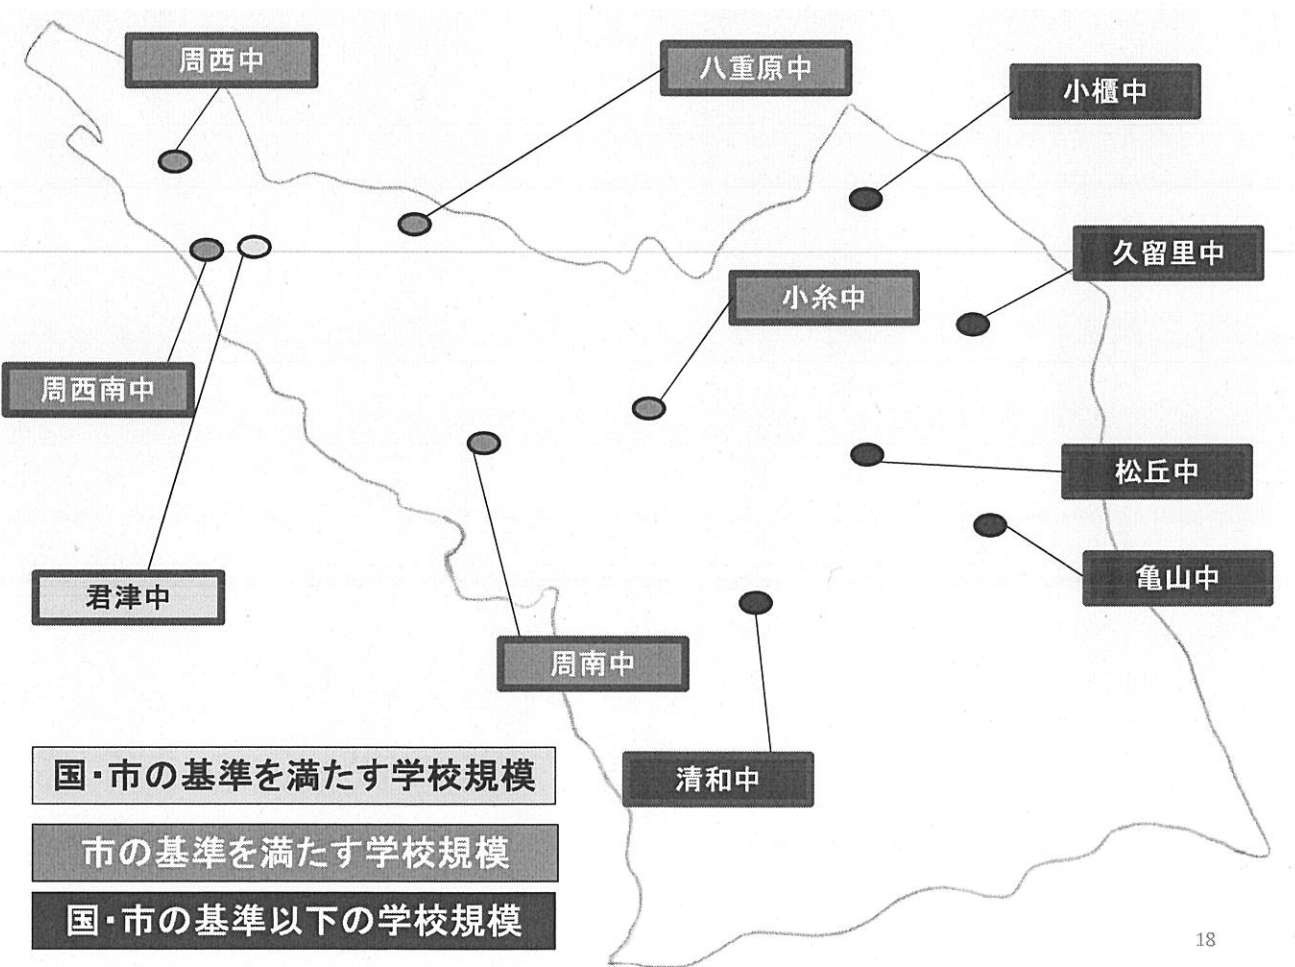 周西中
八重原中
小櫃中
久留里中
小糸中
周西南中
松丘中
亀山中
君津中
周南中
清和中
国・市の基準を満たす学校規模
市の基準を満たす学校規模
国・市の基準以下の学校規模
18